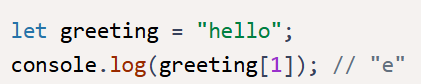 let greeting = "hello";
console.log(greeting[1]); // "e"